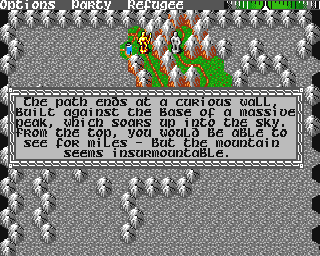 Options Party Refugee
The path ends at a curious wall,
Built against the Base of a massive
peak, which soars up into the sky.
From the top, you would Be aBle to
see for miles - But the mountain
seems insurmountaBle.